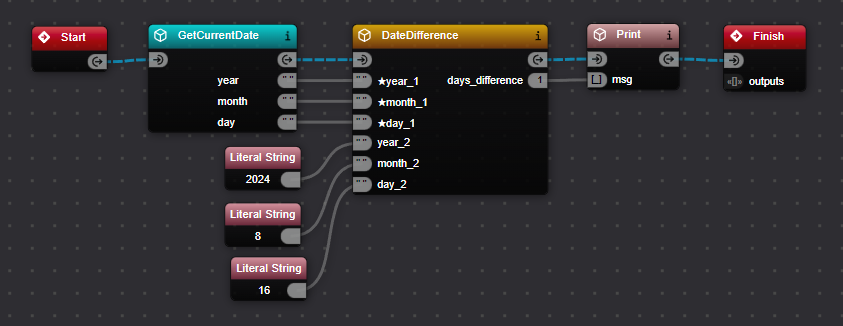 Start
GetCurrentDate i
year " "
month " "
day " "
DateDifference i
" " ★year_1 days_difference 1
" " ★month_1
" " ★day_1
" " year_2
" " month_2
" " day_2
Literal String
2024
Literal String
8
Literal String
16
Print i
[,] msg
Finish
outputs